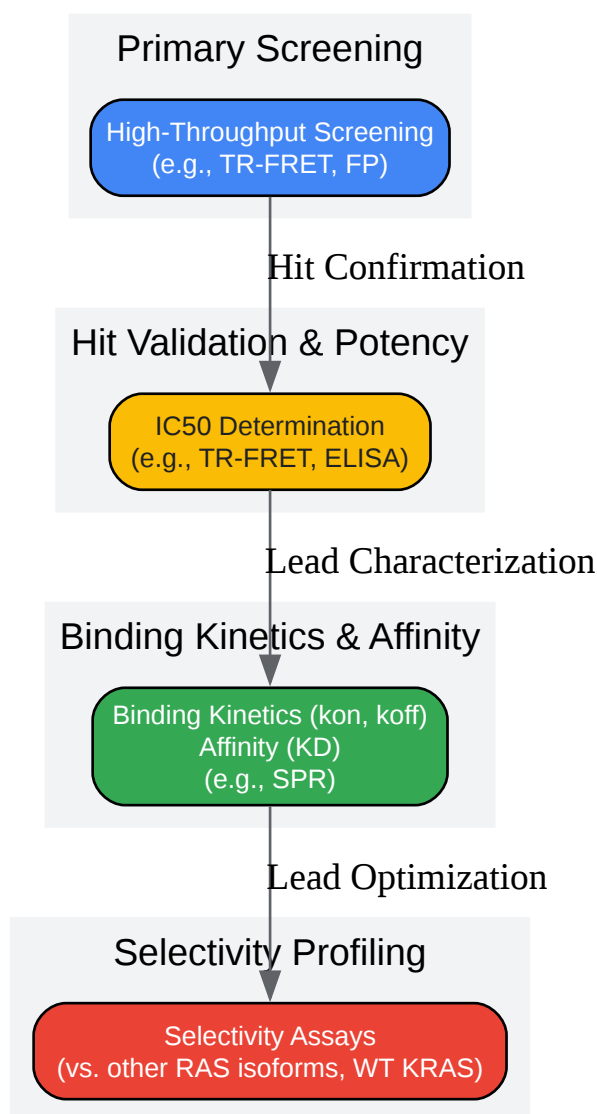 Primary Screening
High-Throughput Screening
(e.g., TR-FRET, FP)
Hit Confirmation
Hit Validation & Potency
IC50 Determination
(e.g., TR-FRET, ELISA)
Lead Characterization
Binding Kinetics & Affinity
Binding Kinetics (kon, koff)
Affinity (KD)
(e.g., SPR)
Lead Optimization
Selectivity Profiling
Selectivity Assays
(vs. other RAS isoforms, WT KRAS)